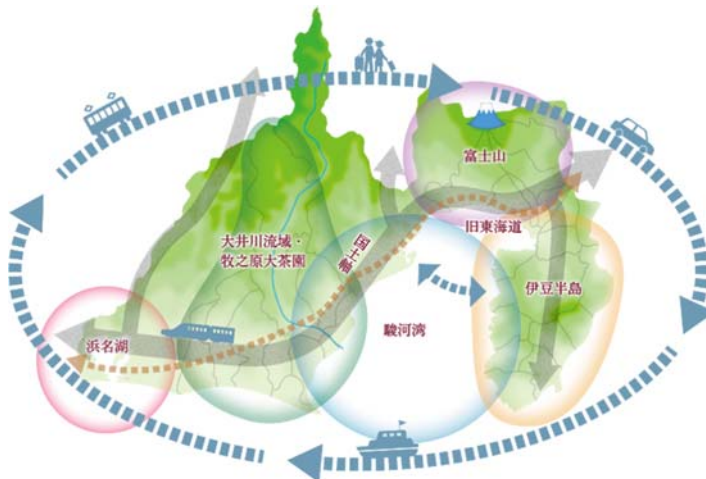 富士山
旧東海道
大井川流域・
牧之原大茶園
国土軸
伊豆半島
駿河湾
浜名湖